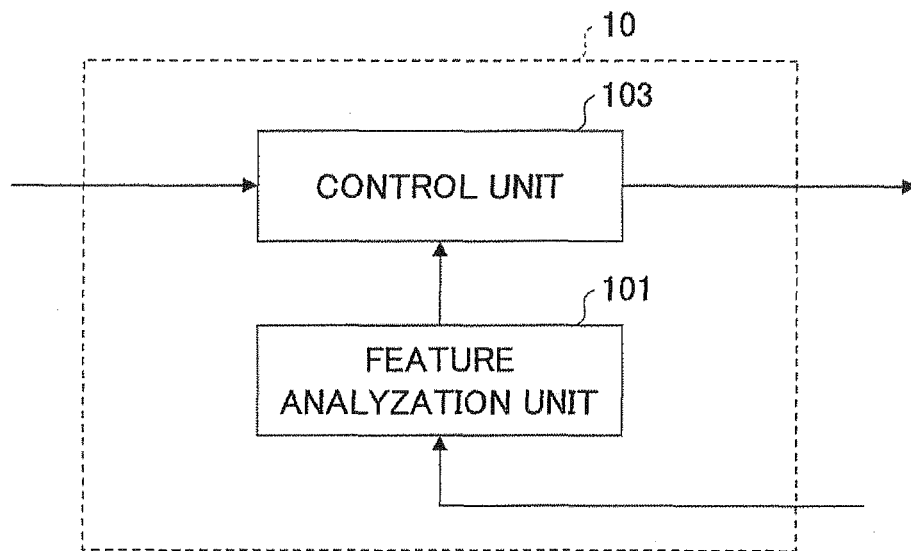 10
103
CONTROL UNIT
101
FEATURE
ANALYZATION UNIT